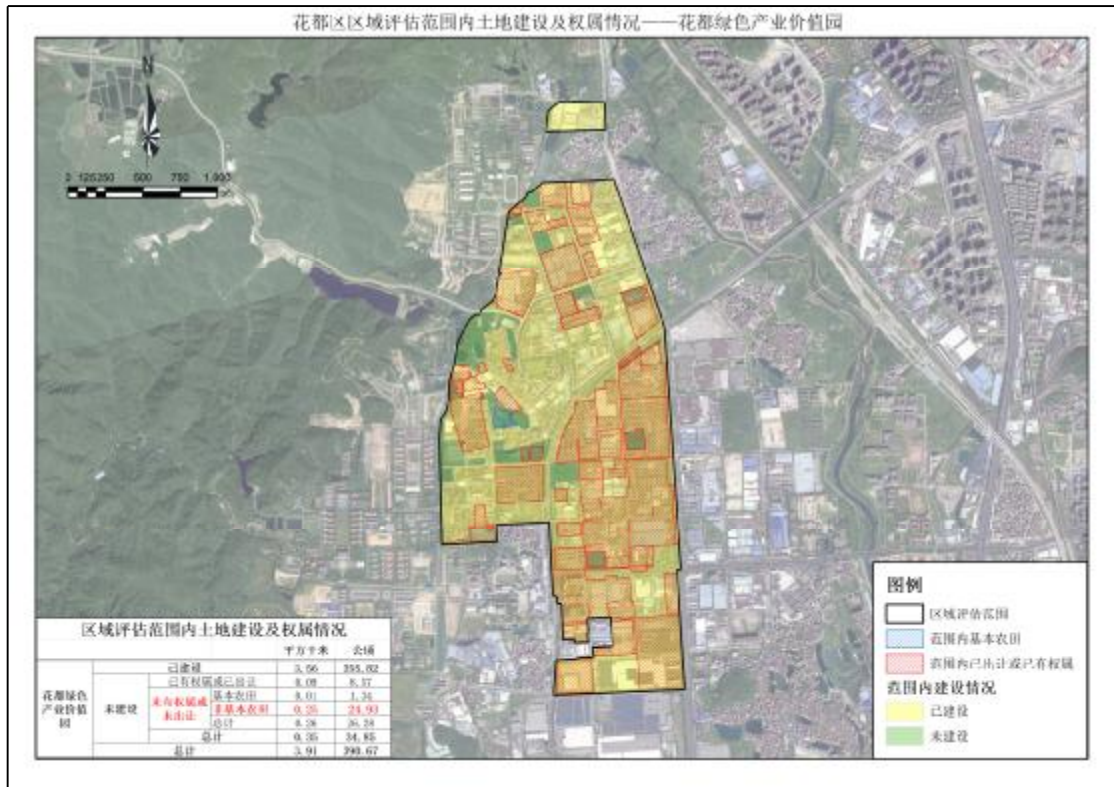 花都区区域评估范围内土地建设及权属情况——花都绿色产业价值园
N
0 125250 500 750 1,000
图例
区域评估范围
范围内基本农田
范围内已出让或已有权属
范围内建设情况
已建设
未建设
区域评估范围内土地建设及权属情况
平方千米 公顷
花都绿色产业价值园
已建设 3.56 355.82
未建设
已有权属或已出让 0.09 8.57
未有权属或未出让
基本农田 0.01 1.34
非基本农田 0.25 24.93
总计 0.26 26.28
总计 0.35 34.85
总计 3.91 390.67